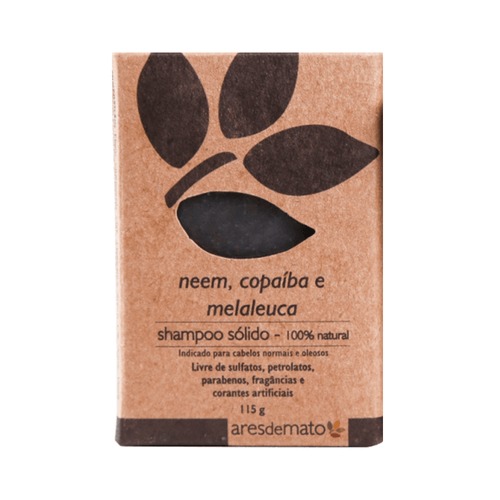 neem, copaíba e
melaleuca
shampoo sólido - 100% natural
Indicado para cabelos normais e oleosos
Livre de sulfatos, petrolatos,
parabenos, fragâncias e
corantes artificiais
115 g
aresdemato